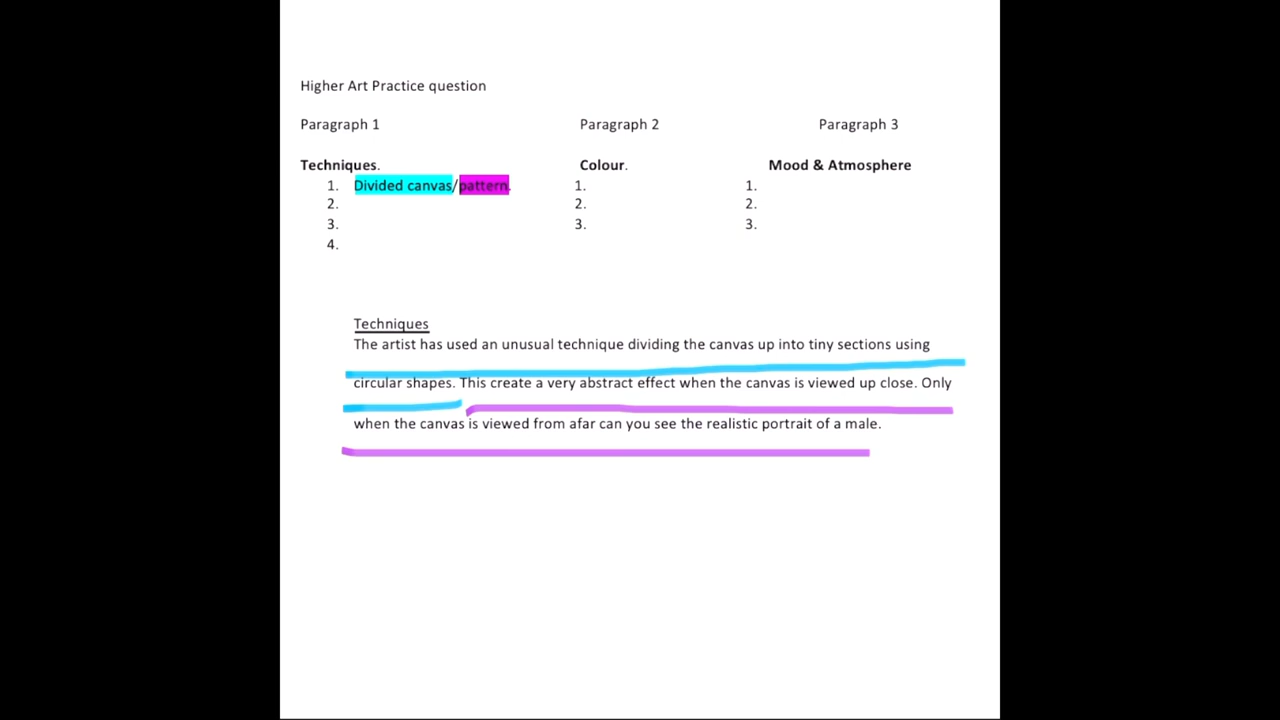 Higher Art Practice question
Paragraph 1 Paragraph 2 Paragraph 3
Techniques. Colour. Mood & Atmosphere
1. Divided canvas/pattern. 1. 1.
2. 2. 2.
3. 3. 3.
4.
Techniques
The artist has used an unusual technique dividing the canvas up into tiny sections using
circular shapes. This create a very abstract effect when the canvas is viewed up close. Only
when the canvas is viewed from afar can you see the realistic portrait of a male.